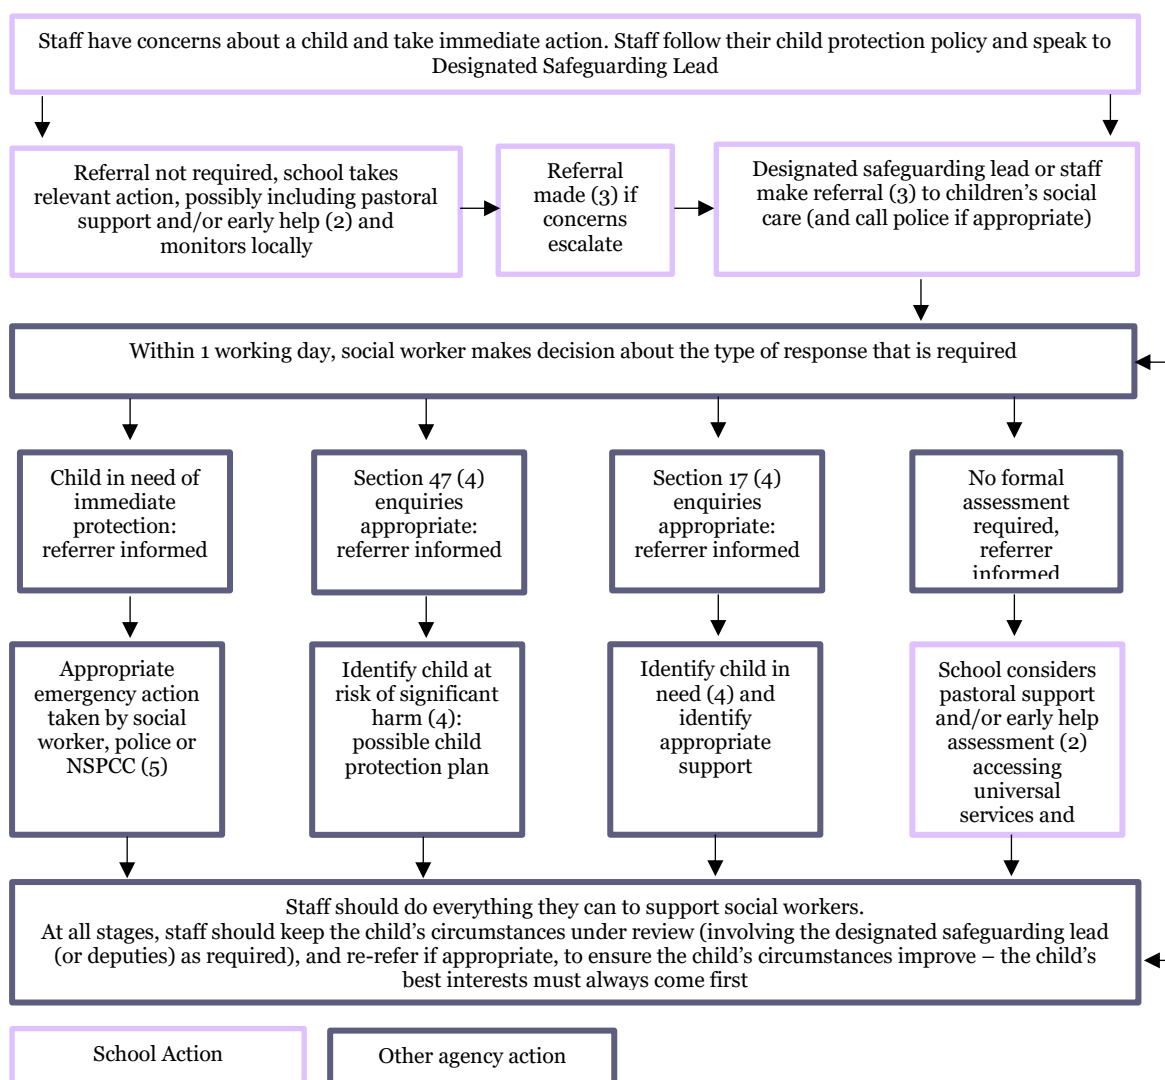 Staff have concerns about a child and take immediate action. Staff follow their child protection policy and speak to
Designated Safeguarding Lead
Referral not required, school takes
relevant action, possibly including pastoral
support and/or early help (2) and
monitors locally
Referral
made (3) if
concerns
escalate
Designated safeguarding lead or staff
make referral (3) to children’s social
care (and call police if appropriate)
Within 1 working day, social worker makes decision about the type of response that is required
Child in need of
immediate
protection:
referrer informed
Section 47 (4)
enquiries
appropriate:
referrer informed
Section 17 (4)
enquiries
appropriate:
referrer informed
No formal
assessment
required,
referrer
informed
Appropriate
emergency action
taken by social
worker, police or
NSPCC (5)
Identify child at
risk of significant
harm (4):
possible child
protection plan
Identify child in
need (4) and
identify
appropriate
support
School considers
pastoral support
and/or early help
assessment (2)
accessing
universal
services and
Staff should do everything they can to support social workers.
At all stages, staff should keep the child’s circumstances under review (involving the designated safeguarding lead
(or deputies) as required), and re-refer if appropriate, to ensure the child’s circumstances improve – the child’s
best interests must always come first
School Action
Other agency action